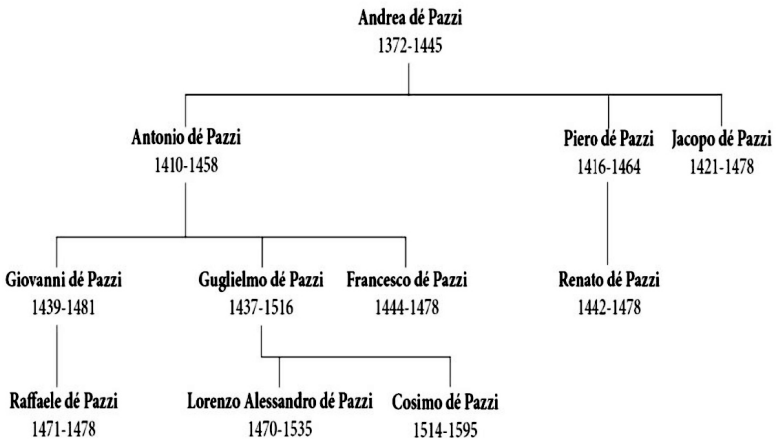 Andrea dé Pazzi
1372-1445
Antonio dé Pazzi
1410-1458
Piero dé Pazzi
1416-1464
Jacopo dé Pazzi
1421-1478
Giovanni dé Pazzi
1439-1481
Guglielmo dé Pazzi
1437-1516
Francesco dé Pazzi
1444-1478
Renato dé Pazzi
1442-1478
Raffaele dé Pazzi
1471-1478
Lorenzo Alessandro dé Pazzi
1470-1535
Cosimo dé Pazzi
1514-1595